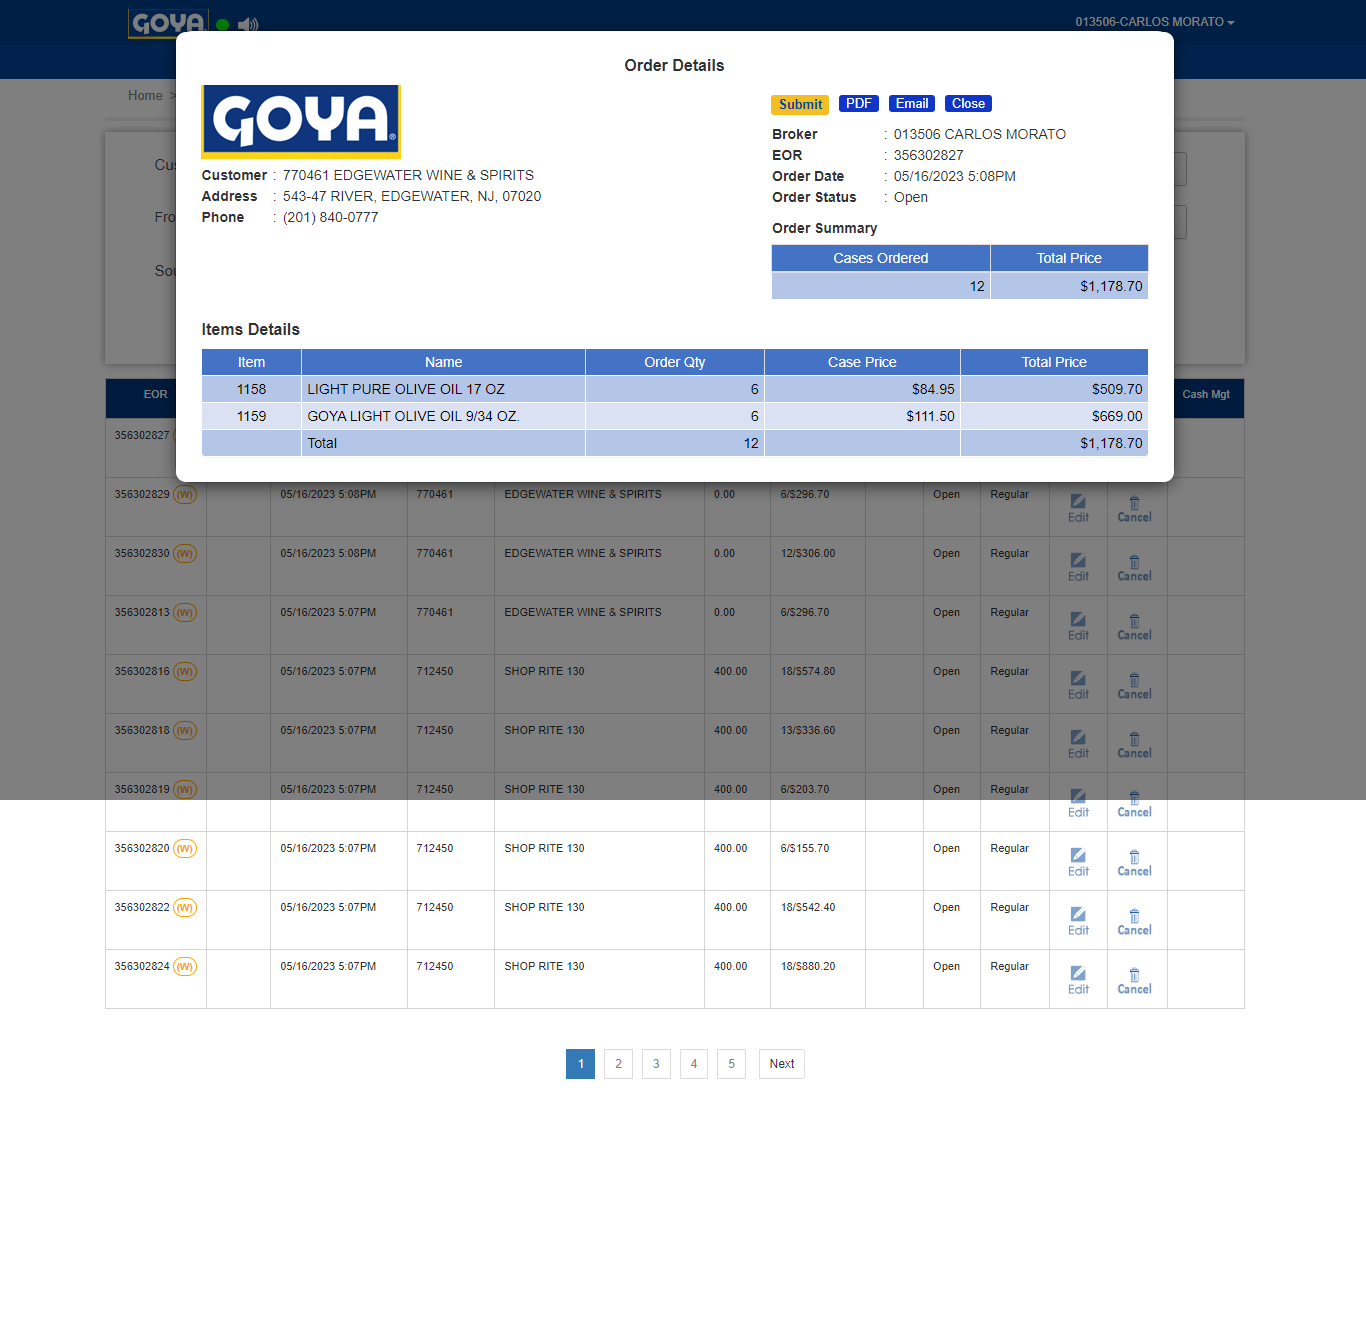 GOYA
013506-CARLOS MORATO
Home >
Order Details
GOYA®
Submit PDF Email Close
Broker : 013506 CARLOS MORATO
EOR : 356302827
Order Date : 05/16/2023 5:08PM
Order Status : Open
Customer : 770461 EDGEWATER WINE & SPIRITS
Address : 543-47 RIVER, EDGEWATER, NJ, 07020
Phone : (201) 840-0777
Order Summary
Cases Ordered Total Price
12 $1,178.70
Items Details
Item Name Order Qty Case Price Total Price
1158 LIGHT PURE OLIVE OIL 17 OZ 6 $84.95 $509.70
1159 GOYA LIGHT OLIVE OIL 9/34 OZ. 6 $111.50 $669.00
Total 12 $1,178.70
Cus
Fro
Sou
EOR Cash Mgt
356302827
356302829 (W) 05/16/2023 5:08PM 770461 EDGEWATER WINE & SPIRITS 0.00 6/$296.70 Open Regular Edit Cancel
356302830 (W) 05/16/2023 5:08PM 770461 EDGEWATER WINE & SPIRITS 0.00 12/$306.00 Open Regular Edit Cancel
356302813 (W) 05/16/2023 5:07PM 770461 EDGEWATER WINE & SPIRITS 0.00 6/$296.70 Open Regular Edit Cancel
356302816 (W) 05/16/2023 5:07PM 712450 SHOP RITE 130 400.00 18/$574.80 Open Regular Edit Cancel
356302818 (W) 05/16/2023 5:07PM 712450 SHOP RITE 130 400.00 13/$336.60 Open Regular Edit Cancel
356302819 (W) 05/16/2023 5:07PM 712450 SHOP RITE 130 400.00 6/$203.70 Open Regular Edit Cancel
356302820 (W) 05/16/2023 5:07PM 712450 SHOP RITE 130 400.00 6/$155.70 Open Regular Edit Cancel
356302822 (W) 05/16/2023 5:07PM 712450 SHOP RITE 130 400.00 18/$542.40 Open Regular Edit Cancel
356302824 (W) 05/16/2023 5:07PM 712450 SHOP RITE 130 400.00 18/$880.20 Open Regular Edit Cancel
1 2 3 4 5 Next